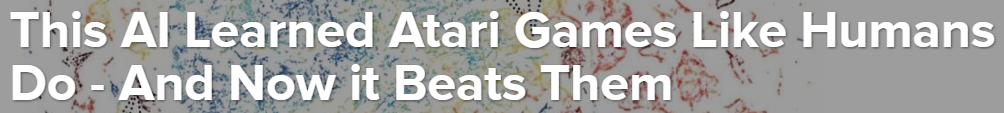 This AI Learned Atari Games Like Humans
Do - And Now it Beats Them